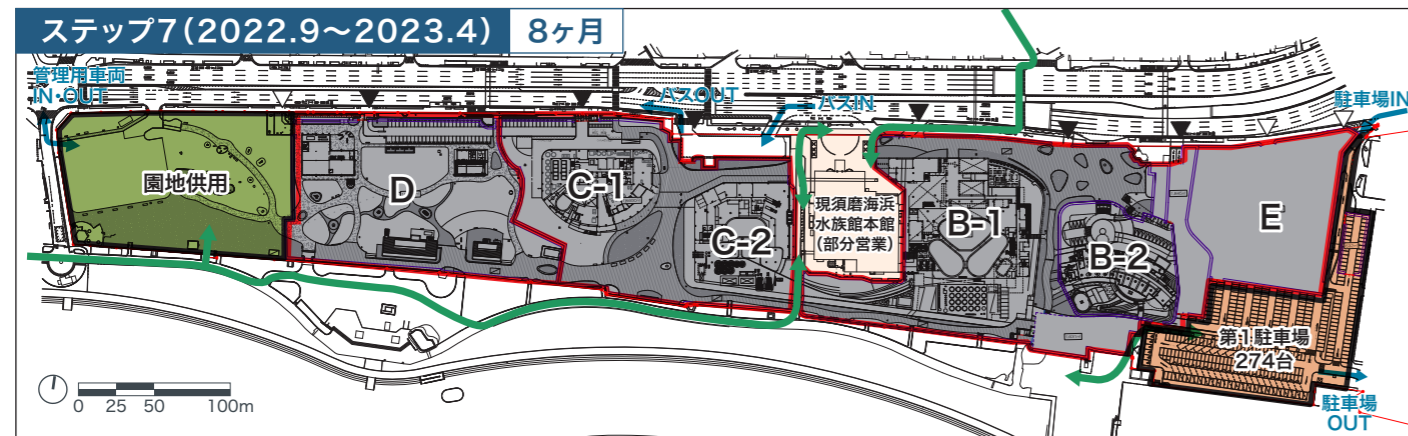 ステップ7(2022.9〜2023.4)
8ヶ月
管理用車両
IN・OUT
バスOUT
バスIN
駐車場IN
園地供用
D
C-1
C-2
現須磨海浜
水族館本館
(部分営業)
B-1
B-2
E
第1駐車場
274台
駐車場
OUT
0 25 50 100m